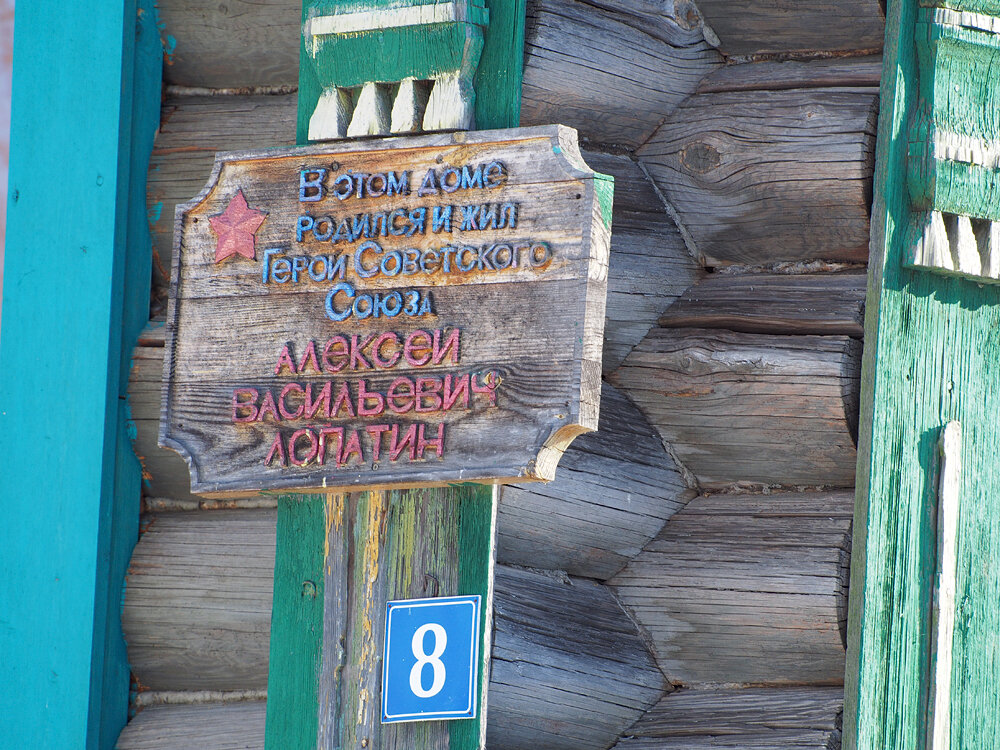 В этом доме
родился и жил
Герой Советского
Союза
Алексей
Васильевич
Лопатин
8